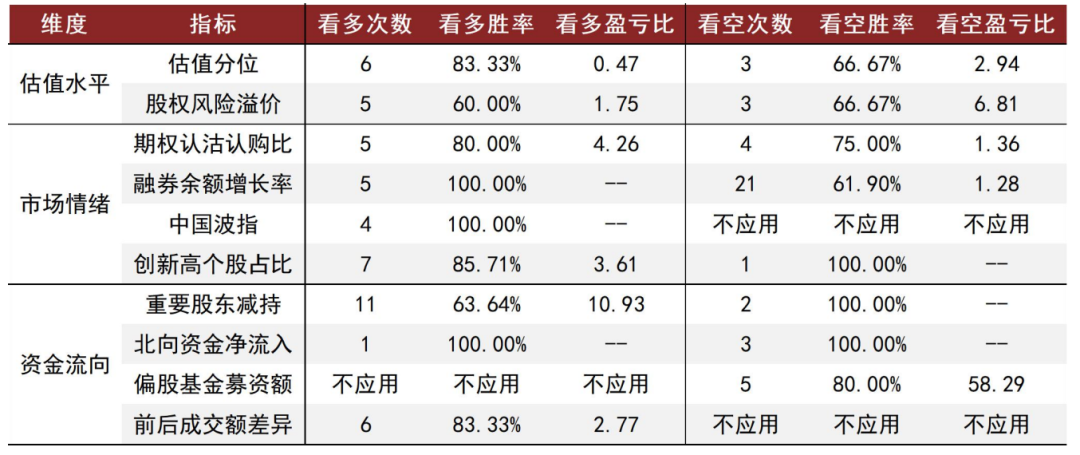 维度 指标 看多次数 看多胜率 看多盈亏比 看空次数 看空胜率 看空盈亏比
估值水平 估值分位 6 83.33% 0.47 3 66.67% 2.94
股权风险溢价 5 60.00% 1.75 3 66.67% 6.81
市场情绪 期权认沽认购比 5 80.00% 4.26 4 75.00% 1.36
融券余额增长率 5 100.00% -- 21 61.90% 1.28
中国波指 4 100.00% -- 不应用 不应用 不应用
创新高个股占比 7 85.71% 3.61 1 100.00% --
资金流向 重要股东减持 11 63.64% 10.93 2 100.00% --
北向资金净流入 1 100.00% -- 3 100.00% --
偏股基金募资额 不应用 不应用 不应用 5 80.00% 58.29
前后成交额差异 6 83.33% 2.77 不应用 不应用 不应用